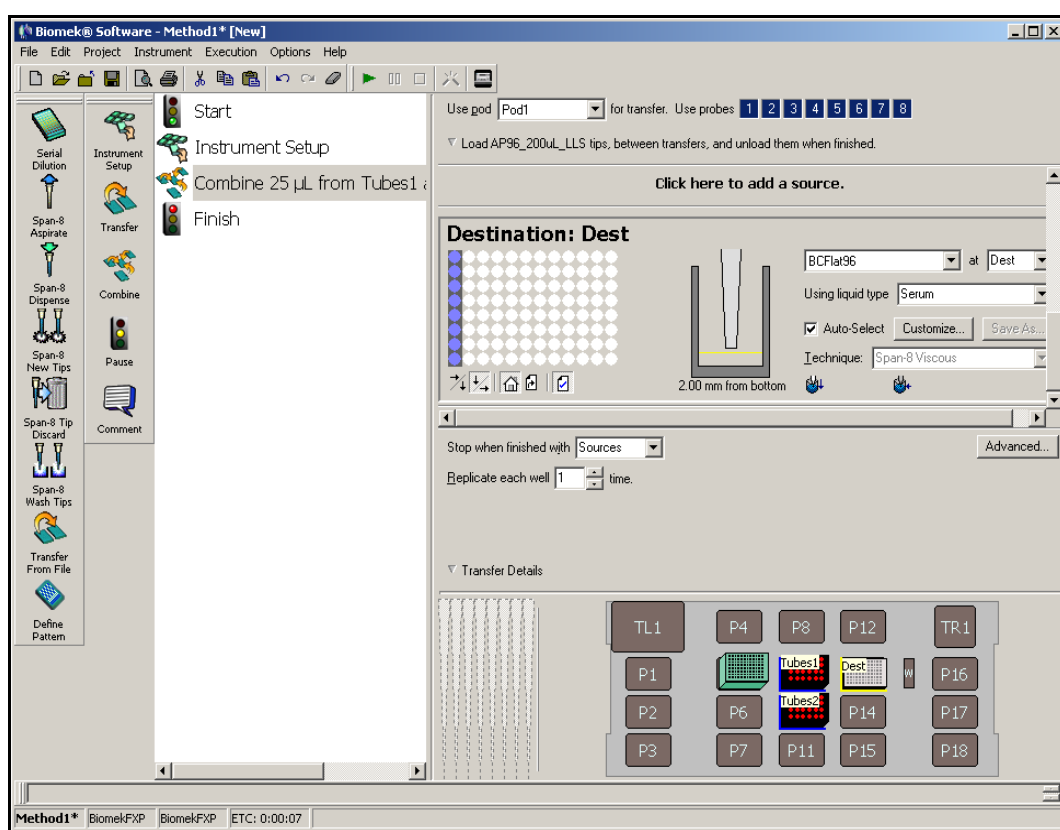 Biomek® Software - Method1* [New]
File Edit Project Instrument Execution Options Help
Serial
Dilution
Span-8
Aspirate
Span-8
Dispense
Span-8
New Tips
Span-8 Tip
Discard
Span-8
Wash Tips
Transfer
From File
Define
Pattern
Instrument
Setup
Transfer
Combine
Pause
Comment
Start
Instrument Setup
Combine 25 µL from Tubes1
Finish
Use pod Pod1 for transfer. Use probes 1 2 3 4 5 6 7 8
Load AP96_200uL_LLS tips, between transfers, and unload them when finished.
Click here to add a source.
Destination: Dest
BCFlat96 at Dest
Using liquid type Serum
Auto-Select Customize... Save As...
Technique: Span-8 Viscous
2.00 mm from bottom
Stop when finished with Sources Advanced...
Replicate each well 1 time.
Transfer Details
TL1 P4 P8 P12 TR1
P1 Tubes1 Dest W P16
P2 P6 Tubes2 P14 P17
P3 P7 P11 P15 P18
Method1* BiomekFXP BiomekFXP ETC: 0:00:07